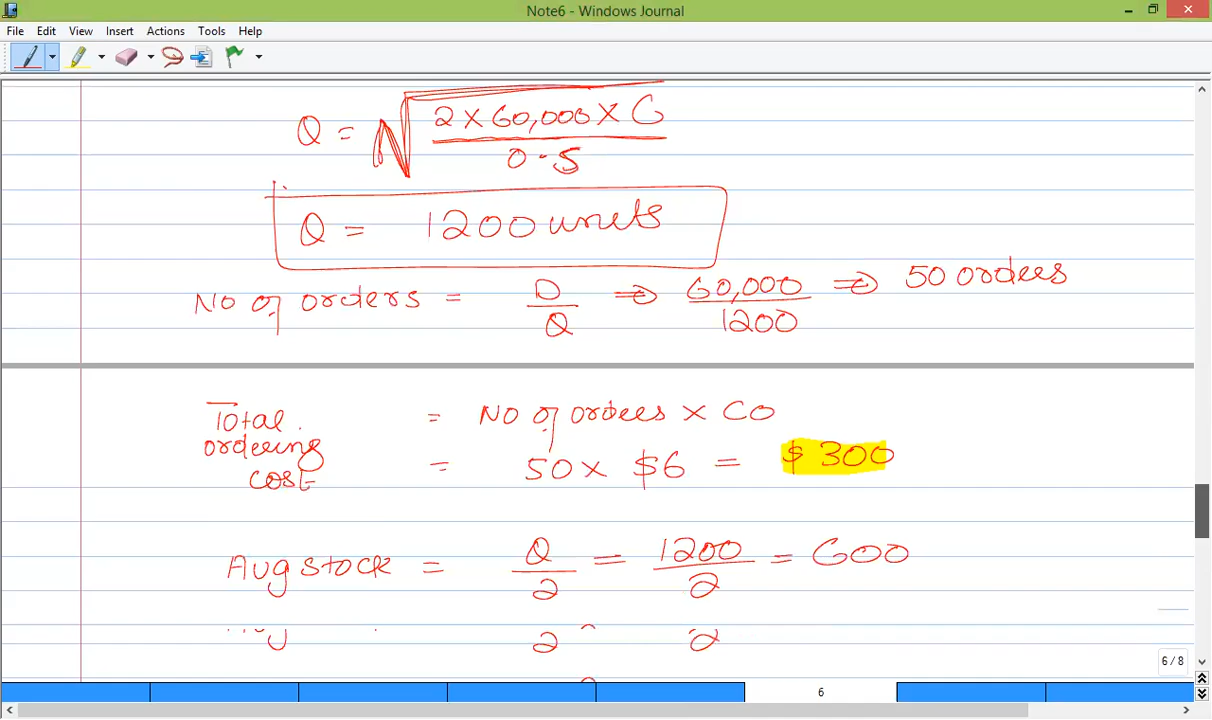 Note6 - Windows Journal
File Edit View Insert Actions Tools Help
Q = √ 2 x 60,000 x 6
0.5
Q = 1200 units
No of orders = D / Q ⇒ 60,000 / 1200 ⇒ 50 orders
Total
ordering
cost
= No of orders x CO
= 50 x $6 = $300
Avg stock = Q / 2 = 1200 / 2 = 600
2 2
6 / 8
6